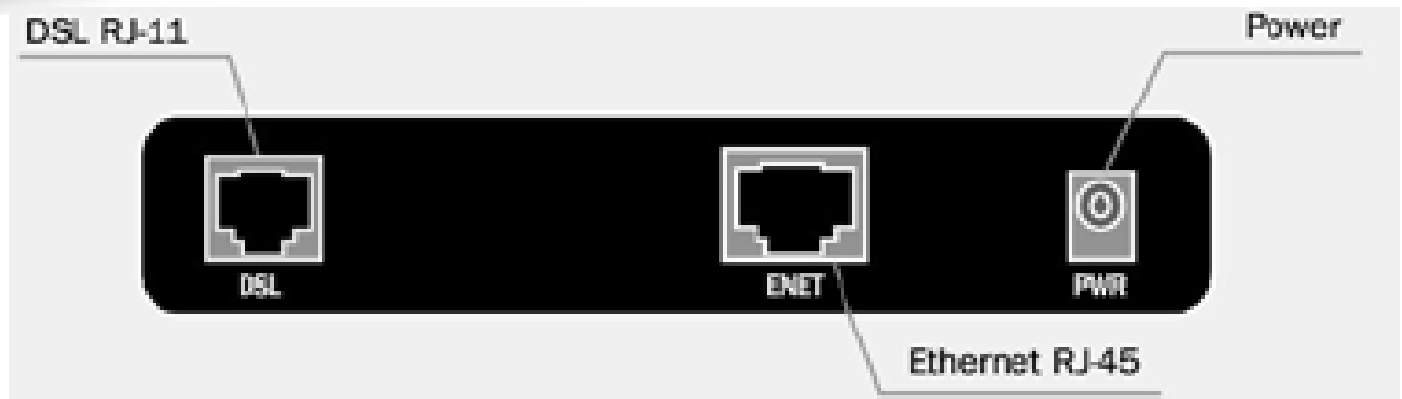 DSL RJ-11
Power
DSL
ENET
PWR
Ethernet RJ-45